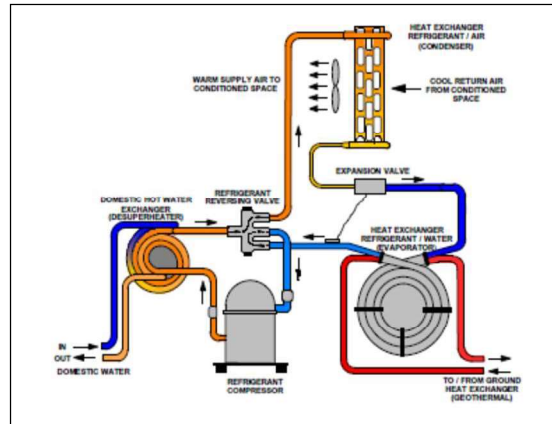 HEAT EXCHANGER
REFRIGERANT / AIR
(CONDENSER)
WARM SUPPLY AIR TO
CONDITIONED SPACE
COOL RETURN AIR
FROM CONDITIONED
SPACE
EXPANSION VALVE
REFRIGERANT
REVERSING VALVE
DOMESTIC HOT WATER
EXCHANGER
(DESUPERHEATER)
HEAT EXCHANGER
REFRIGERANT / WATER
(EVAPORATOR)
IN
OUT
DOMESTIC WATER
REFRIGERANT
COMPRESSOR
TO / FROM GROUND
HEAT EXCHANGER
(GEOTHERMAL)